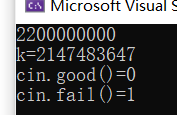 Microsoft Visual S
2200000000
k=2147483647
cin.good()=0
cin.fail()=1